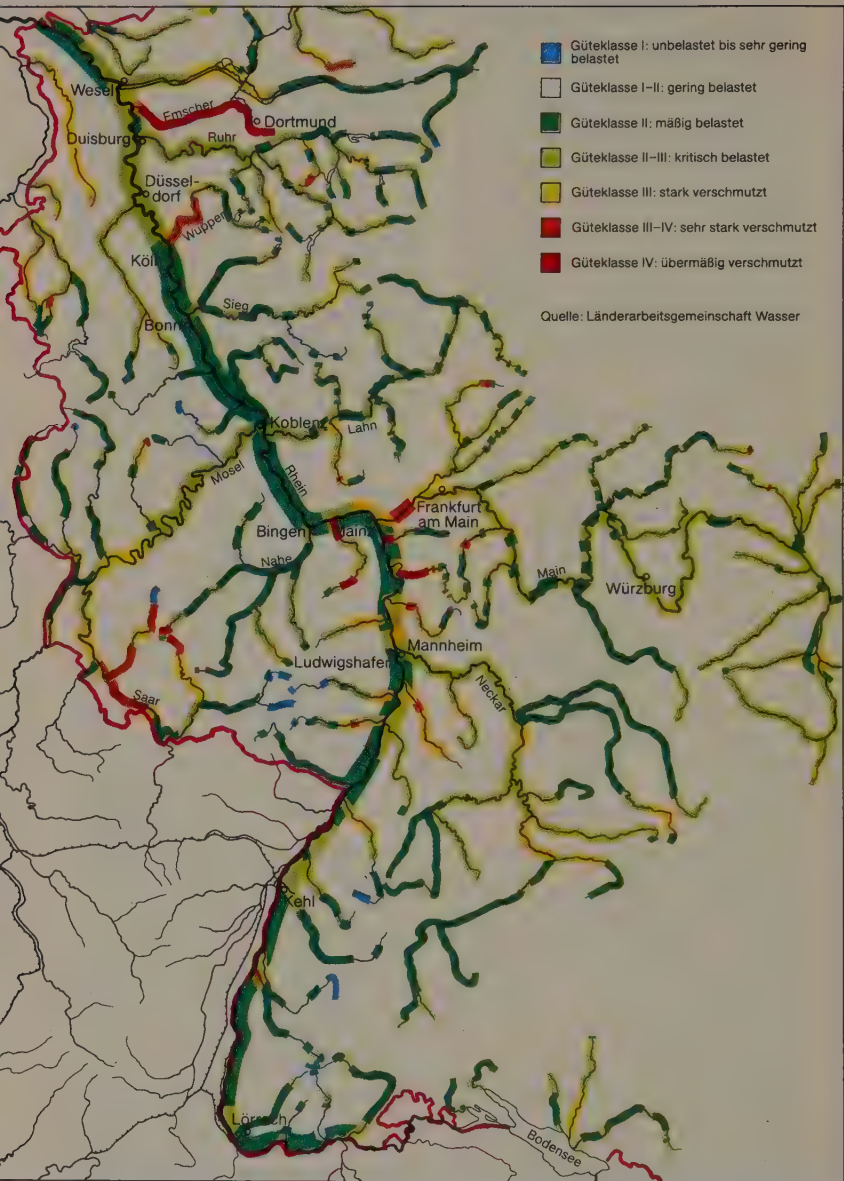 Güteklasse I: unbelastet bis sehr gering
belastet
Güteklasse I–II: gering belastet
Güteklasse II: mäßig belastet
Güteklasse II–III: kritisch belastet
Güteklasse III: stark verschmutzt
Güteklasse III–IV: sehr stark verschmutzt
Güteklasse IV: übermäßig verschmutzt
Quelle: Länderarbeitsgemeinschaft Wasser
Wesel
Emscher
Dortmund
Duisburg
Ruhr
Düssel-
dorf
Wupper
Köln
Sieg
Bonn
Koblenz
Lahn
Mosel
Rhein
Frankfurt
am Main
Bingen
Mainz
Nahe
Main
Würzburg
Mannheim
Ludwigshafen
Neckar
Saar
Kehl
Lörrach
Bodensee